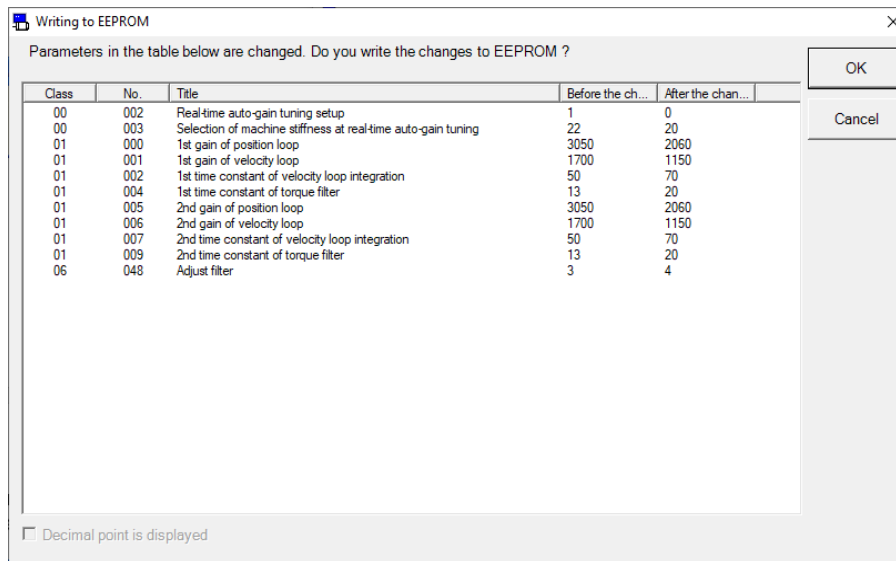 Writing to EEPROM
Parameters in the table below are changed. Do you write the changes to EEPROM ?
OK
Cancel
Class No. Title Before the ch... After the chan...
00 002 Real-time auto-gain tuning setup 1 0
00 003 Selection of machine stiffness at real-time auto-gain tuning 22 20
01 000 1st gain of position loop 3050 2060
01 001 1st gain of velocity loop 1700 1150
01 002 1st time constant of velocity loop integration 50 70
01 004 1st time constant of torque filter 13 20
01 005 2nd gain of position loop 3050 2060
01 006 2nd gain of velocity loop 1700 1150
01 007 2nd time constant of velocity loop integration 50 70
01 009 2nd time constant of torque filter 13 20
06 048 Adjust filter 3 4
Decimal point is displayed